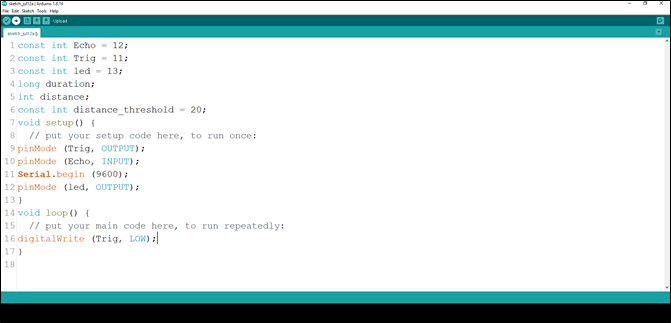 sketch_jul12a | Arduino 1.8.19
File Edit Sketch Tools Help
Upload
sketch_jul12a §
1 const int Echo = 12;
2 const int Trig = 11;
3 const int led = 13;
4 long duration;
5 int distance;
6 const int distance_threshold = 20;
7 void setup() {
8 // put your setup code here, to run once:
9 pinMode (Trig, OUTPUT);
10 pinMode (Echo, INPUT);
11 Serial.begin (9600);
12 pinMode (led, OUTPUT);
13 }
14 void loop() {
15 // put your main code here, to run repeatedly:
16 digitalWrite (Trig, LOW);
17 }
18